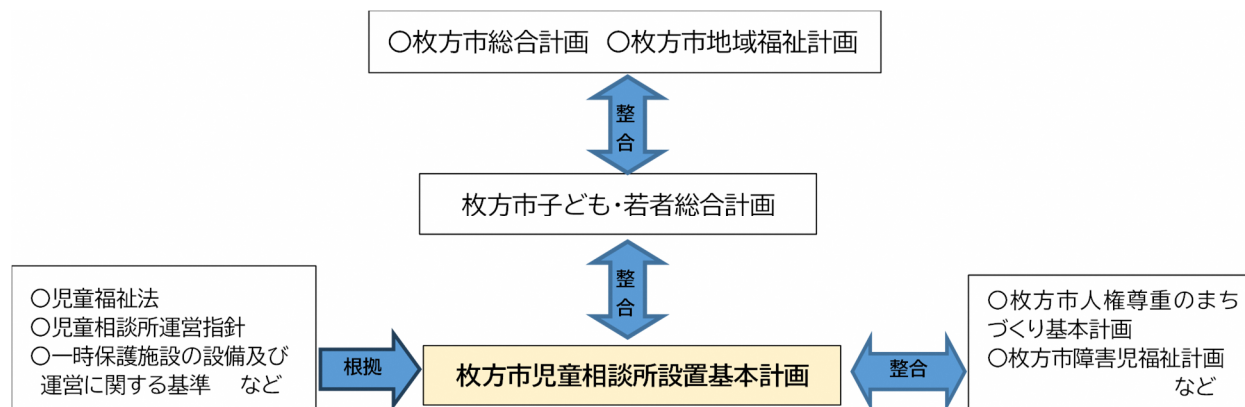 ○枚方市総合計画 ○枚方市地域福祉計画
整
合
枚方市子ども・若者総合計画
整
合
○児童福祉法
○児童相談所運営指針
○一時保護施設の設備及び
運営に関する基準 など
根拠
枚方市児童相談所設置基本計画
整合
○枚方市人権尊重のまち
づくり基本計画
○枚方市障害児福祉計画
など